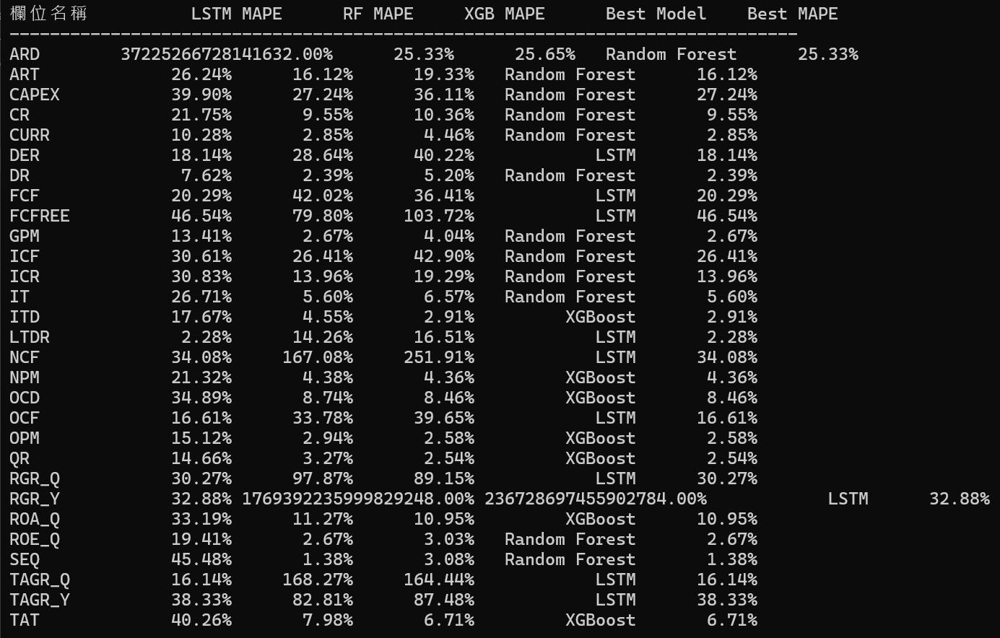 欄位名稱 LSTM MAPE RF MAPE XGB MAPE Best Model Best MAPE
------------------------------------------------------------------------------
ARD 37225266728141632.00% 25.33% 25.65% Random Forest 25.33%
ART 26.24% 16.12% 19.33% Random Forest 16.12%
CAPEX 39.90% 27.24% 36.11% Random Forest 27.24%
CR 21.75% 9.55% 10.36% Random Forest 9.55%
CURR 10.28% 2.85% 4.46% Random Forest 2.85%
DER 18.14% 28.64% 40.22% LSTM 18.14%
DR 7.62% 2.39% 5.20% Random Forest 2.39%
FCF 20.29% 42.02% 36.41% LSTM 20.29%
FCFREE 46.54% 79.80% 103.72% LSTM 46.54%
GPM 13.41% 2.67% 4.04% Random Forest 2.67%
ICF 30.61% 26.41% 42.90% Random Forest 26.41%
ICR 30.83% 13.96% 19.29% Random Forest 13.96%
IT 26.71% 5.60% 6.57% Random Forest 5.60%
ITD 17.67% 4.55% 2.91% XGBoost 2.91%
LTDR 2.28% 14.26% 16.51% LSTM 2.28%
NCF 34.08% 167.08% 251.91% LSTM 34.08%
NPM 21.32% 4.38% 4.36% XGBoost 4.36%
OCD 34.89% 8.74% 8.46% XGBoost 8.46%
OCF 16.61% 33.78% 39.65% LSTM 16.61%
OPM 15.12% 2.94% 2.58% XGBoost 2.58%
QR 14.66% 3.27% 2.54% XGBoost 2.54%
RGR_Q 30.27% 97.87% 89.15% LSTM 30.27%
RGR_Y 32.88% 1769392235999829248.00% 236728697455902784.00% LSTM 32.88%
ROA_Q 33.19% 11.27% 10.95% XGBoost 10.95%
ROE_Q 19.41% 2.67% 3.03% Random Forest 2.67%
SEQ 45.48% 1.38% 3.08% Random Forest 1.38%
TAGR_Q 16.14% 168.27% 164.44% LSTM 16.14%
TAGR_Y 38.33% 82.81% 87.48% LSTM 38.33%
TAT 40.26% 7.98% 6.71% XGBoost 6.71%